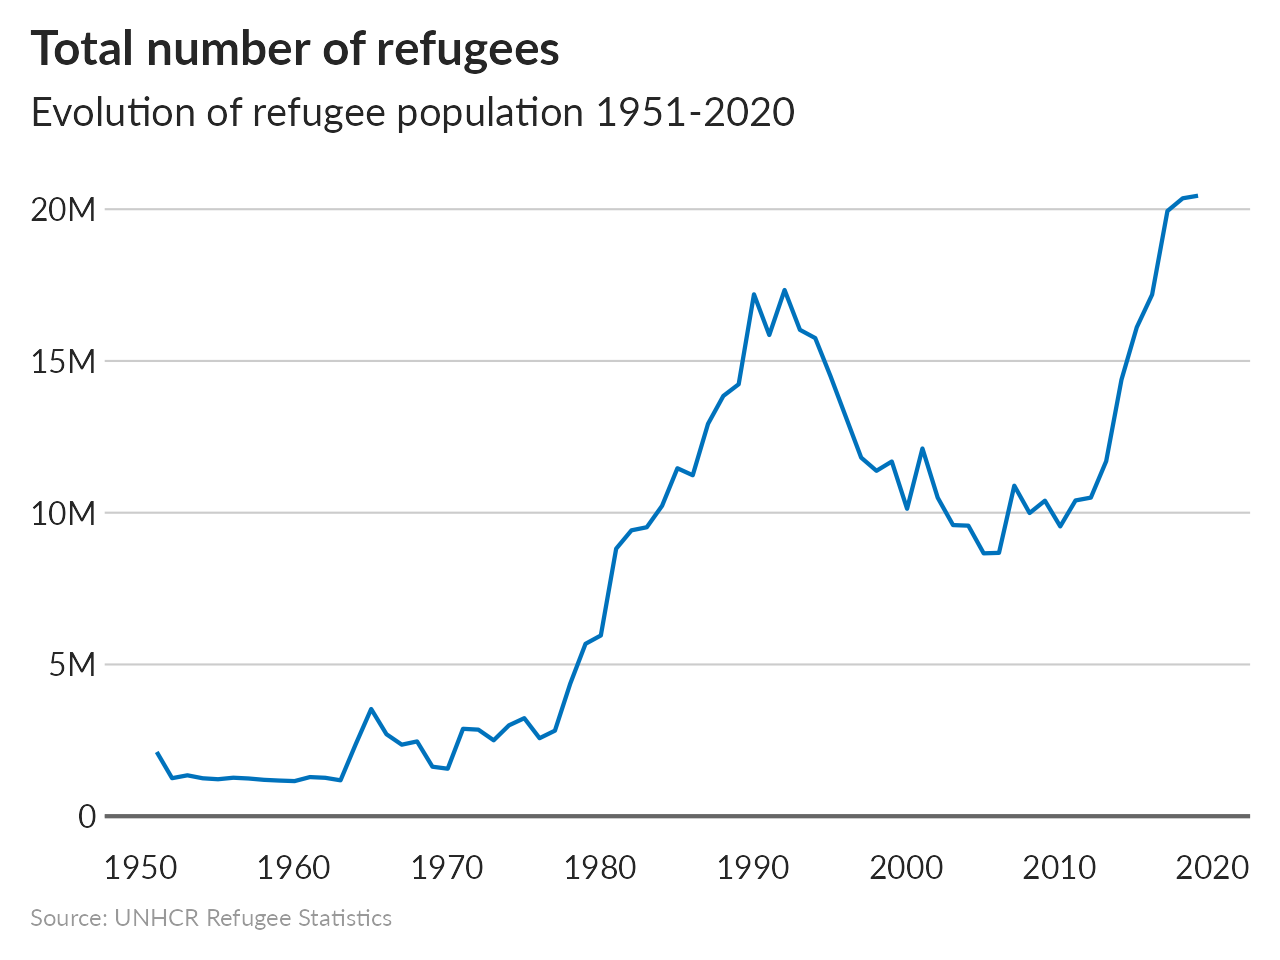 Total number of refugees
Evolution of refugee population 1951-2020
20M
15M
10M
5M
0
1950 1960 1970 1980 1990 2000 2010 2020
Source: UNHCR Refugee Statistics